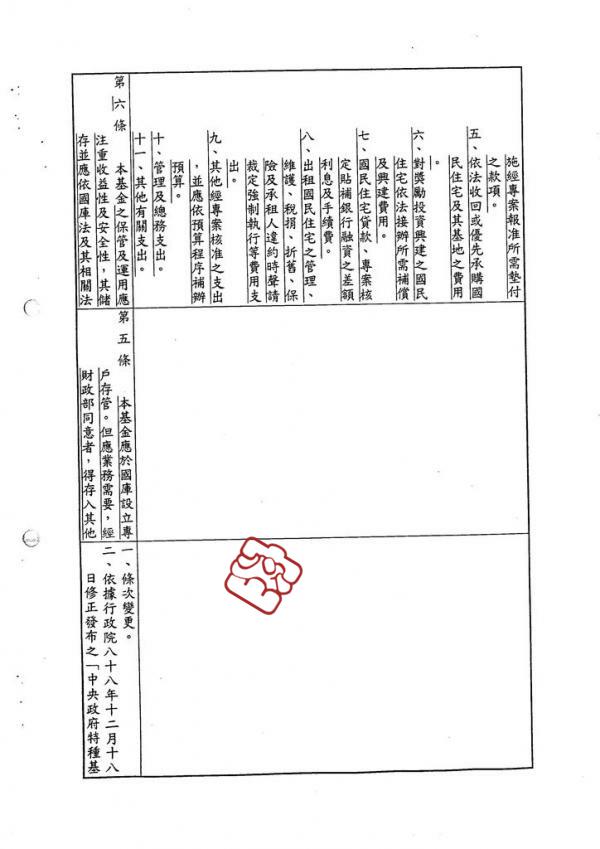 施經專案報准所需墊付
之款項。
五、依法收回或優先承購國
民住宅及其基地之費用
。
六、對獎勵投資興建之國民
住宅依法接辦所需補償
及興建費用。
七、國民住宅貸款、專案核
定貼補銀行融資之差額
利息及手續費。
八、出租國民住宅之管理、
維護、稅捐、折舊、保
險及承租人違約時聲請
裁定強制執行等費用支
出。
九、其他經專案核准之支出
，並應依預算程序補辦
預算。
十、管理及總務支出。
十一、其他有關支出。
第六條　本基金之保管及運用應
注重收益性及安全性，其儲
存並應依國庫法及其相關法
第五條　本基金應於國庫設立專
戶存管。但應業務需要，經
財政部同意者，得存入其他
一、條次變更。
二、依據行政院八十八年十二月十八
日修正發布之「中央政府特種基